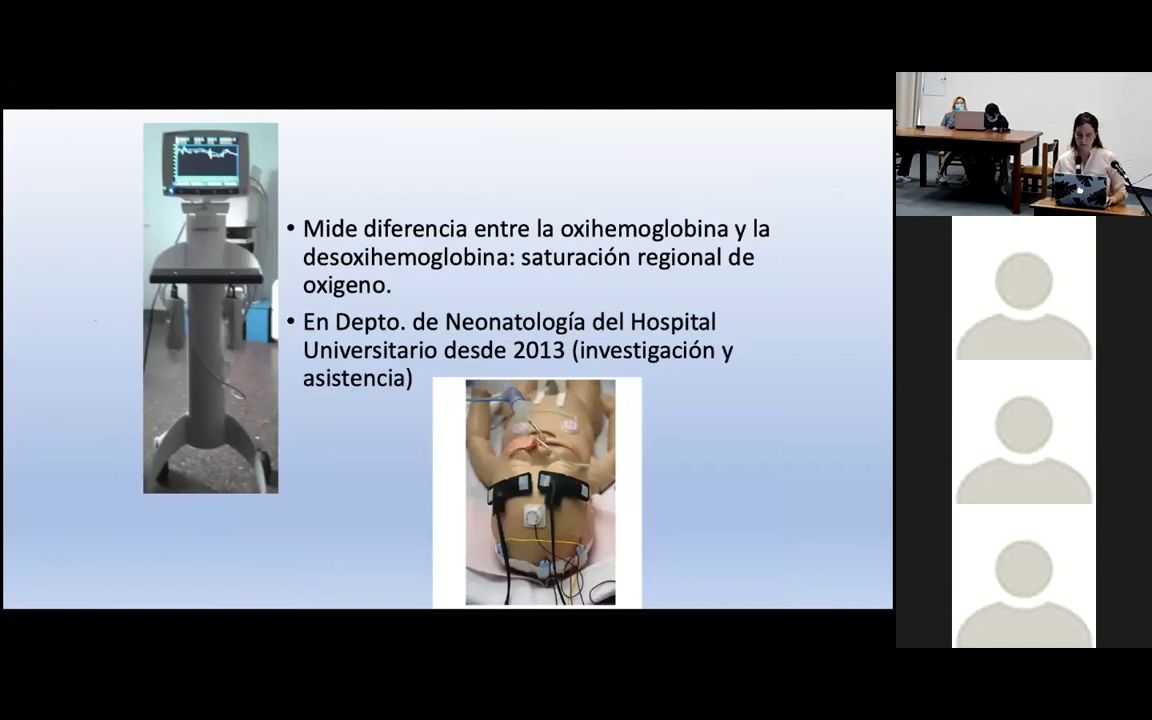 • Mide diferencia entre la oxihemoglobina y la
desoxihemoglobina: saturación regional de
oxigeno.
• En Depto. de Neonatología del Hospital
Universitario desde 2013 (investigación y
asistencia)